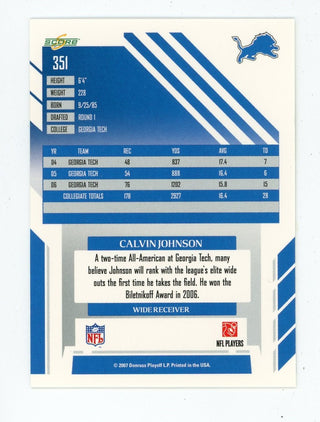 SCORE
351
HEIGHT 6'4"
WEIGHT 228
BORN 9/25/85
DRAFTED ROUND 1
COLLEGE GEORGIA TECH
YR TEAM REC YDS AVG TD
04 GEORGIA TECH 48 837 17.4 7
05 GEORGIA TECH 54 888 16.4 6
06 GEORGIA TECH 76 1202 15.8 15
COLLEGIATE TOTALS 178 2927 16.4 28
CALVIN JOHNSON
A two-time All-American at Georgia Tech, many
believe Johnson will rank with the league's elite wide
outs the first time he takes the field. He won the
Biletnikoff Award in 2006.
WIDE RECEIVER
NFL
NFL PLAYERS
© 2007 Donruss Playoff L.P. Printed in the USA.